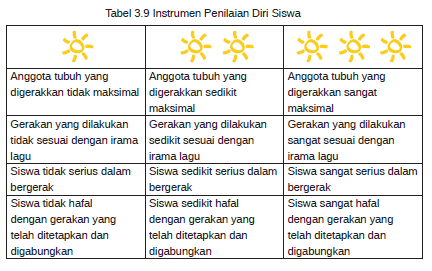 Tabel 3.9 Instrumen Penilaian Diri Siswa
Anggota tubuh yang
digerakkan tidak maksimal
Anggota tubuh yang
digerakkan sedikit
maksimal
Anggota tubuh yang
digerakkan sangat
maksimal
Gerakan yang dilakukan
tidak sesuai dengan irama
lagu
Gerakan yang dilakukan
sedikit sesuai dengan
irama lagu
Gerakan yang dilakukan
sangat sesuai dengan
irama lagu
Siswa tidak serius dalam
bergerak
Siswa sedikit serius dalam
bergerak
Siswa sangat serius dalam
bergerak
Siswa tidak hafal
dengan gerakan yang
telah ditetapkan dan
digabungkan
Siswa sedikit hafal
dengan gerakan yang
telah ditetapkan dan
digabungkan
Siswa sangat hafal
dengan gerakan yang
telah ditetapkan dan
digabungkan